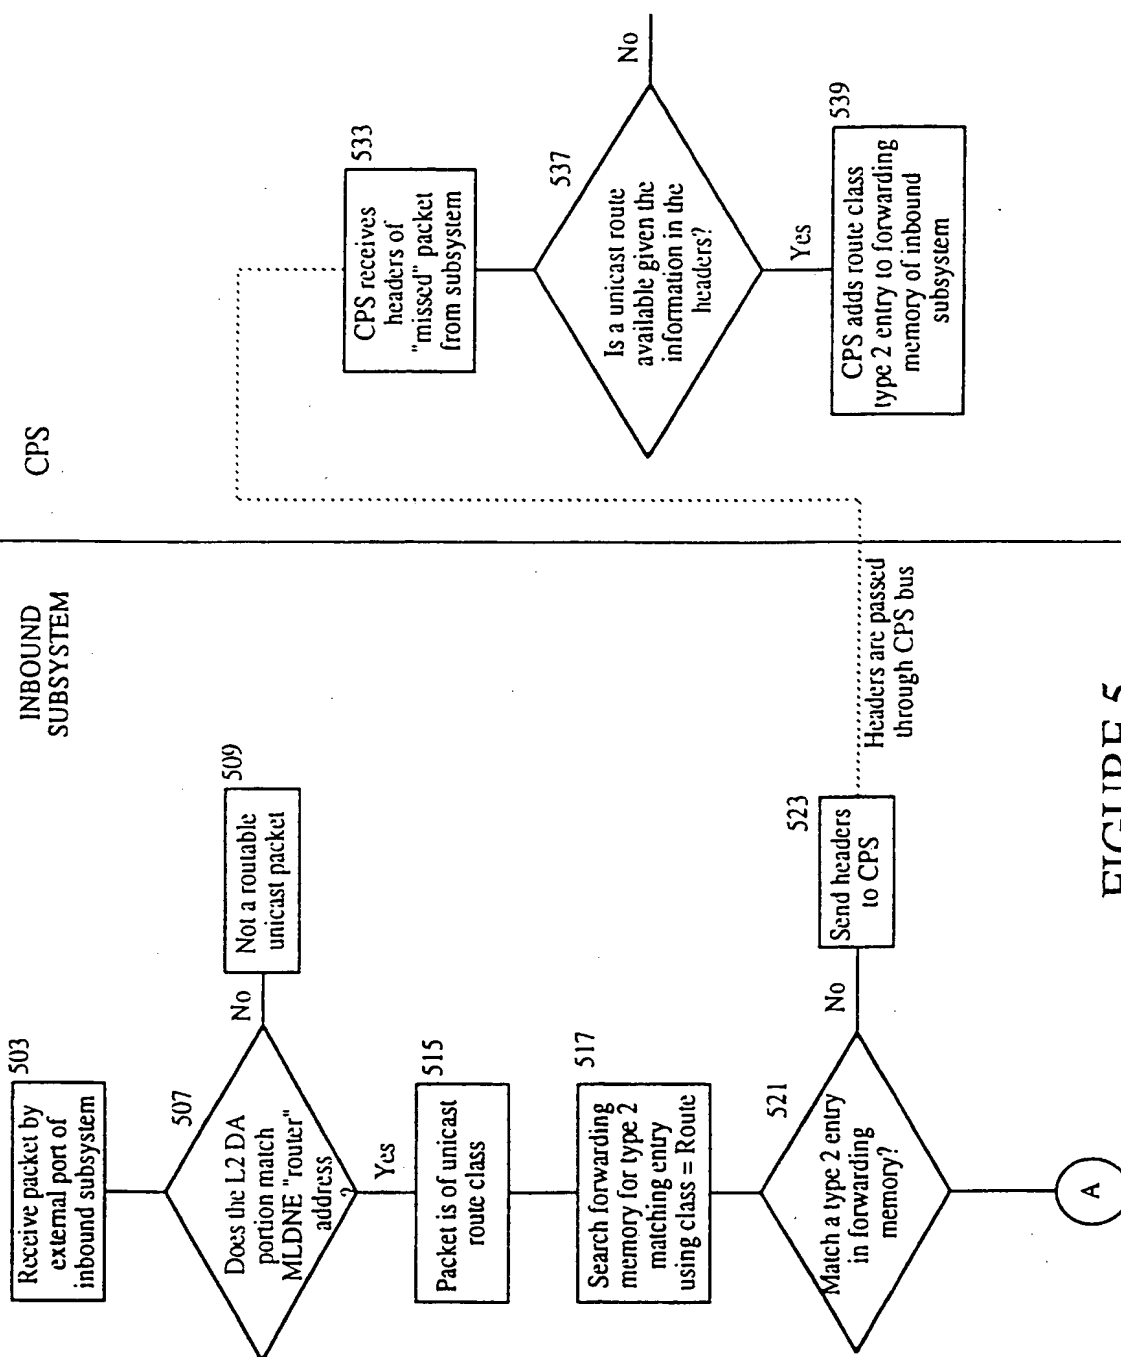 INBOUND
SUBSYSTEM
CPS
503
Receive packet by
external port of
inbound subsystem
507
Does the L2 DA
portion match
MLDNE "router"
address
?
No
509
Not a routable
unicast packet
Yes
515
Packet is of unicast
route class
517
Search forwarding
memory for type 2
matching entry
using class = Route
521
Match a type 2 entry
in forwarding
memory?
No
523
Send headers
to CPS
Headers are passed
through CPS bus
A
533
CPS receives
headers of
"missed" packet
from subsystem
537
Is a unicast route
available given the
information in the
headers?
No
Yes
539
CPS adds route class
type 2 entry to forwarding
memory of inbound
subsystem
FIGURE 5